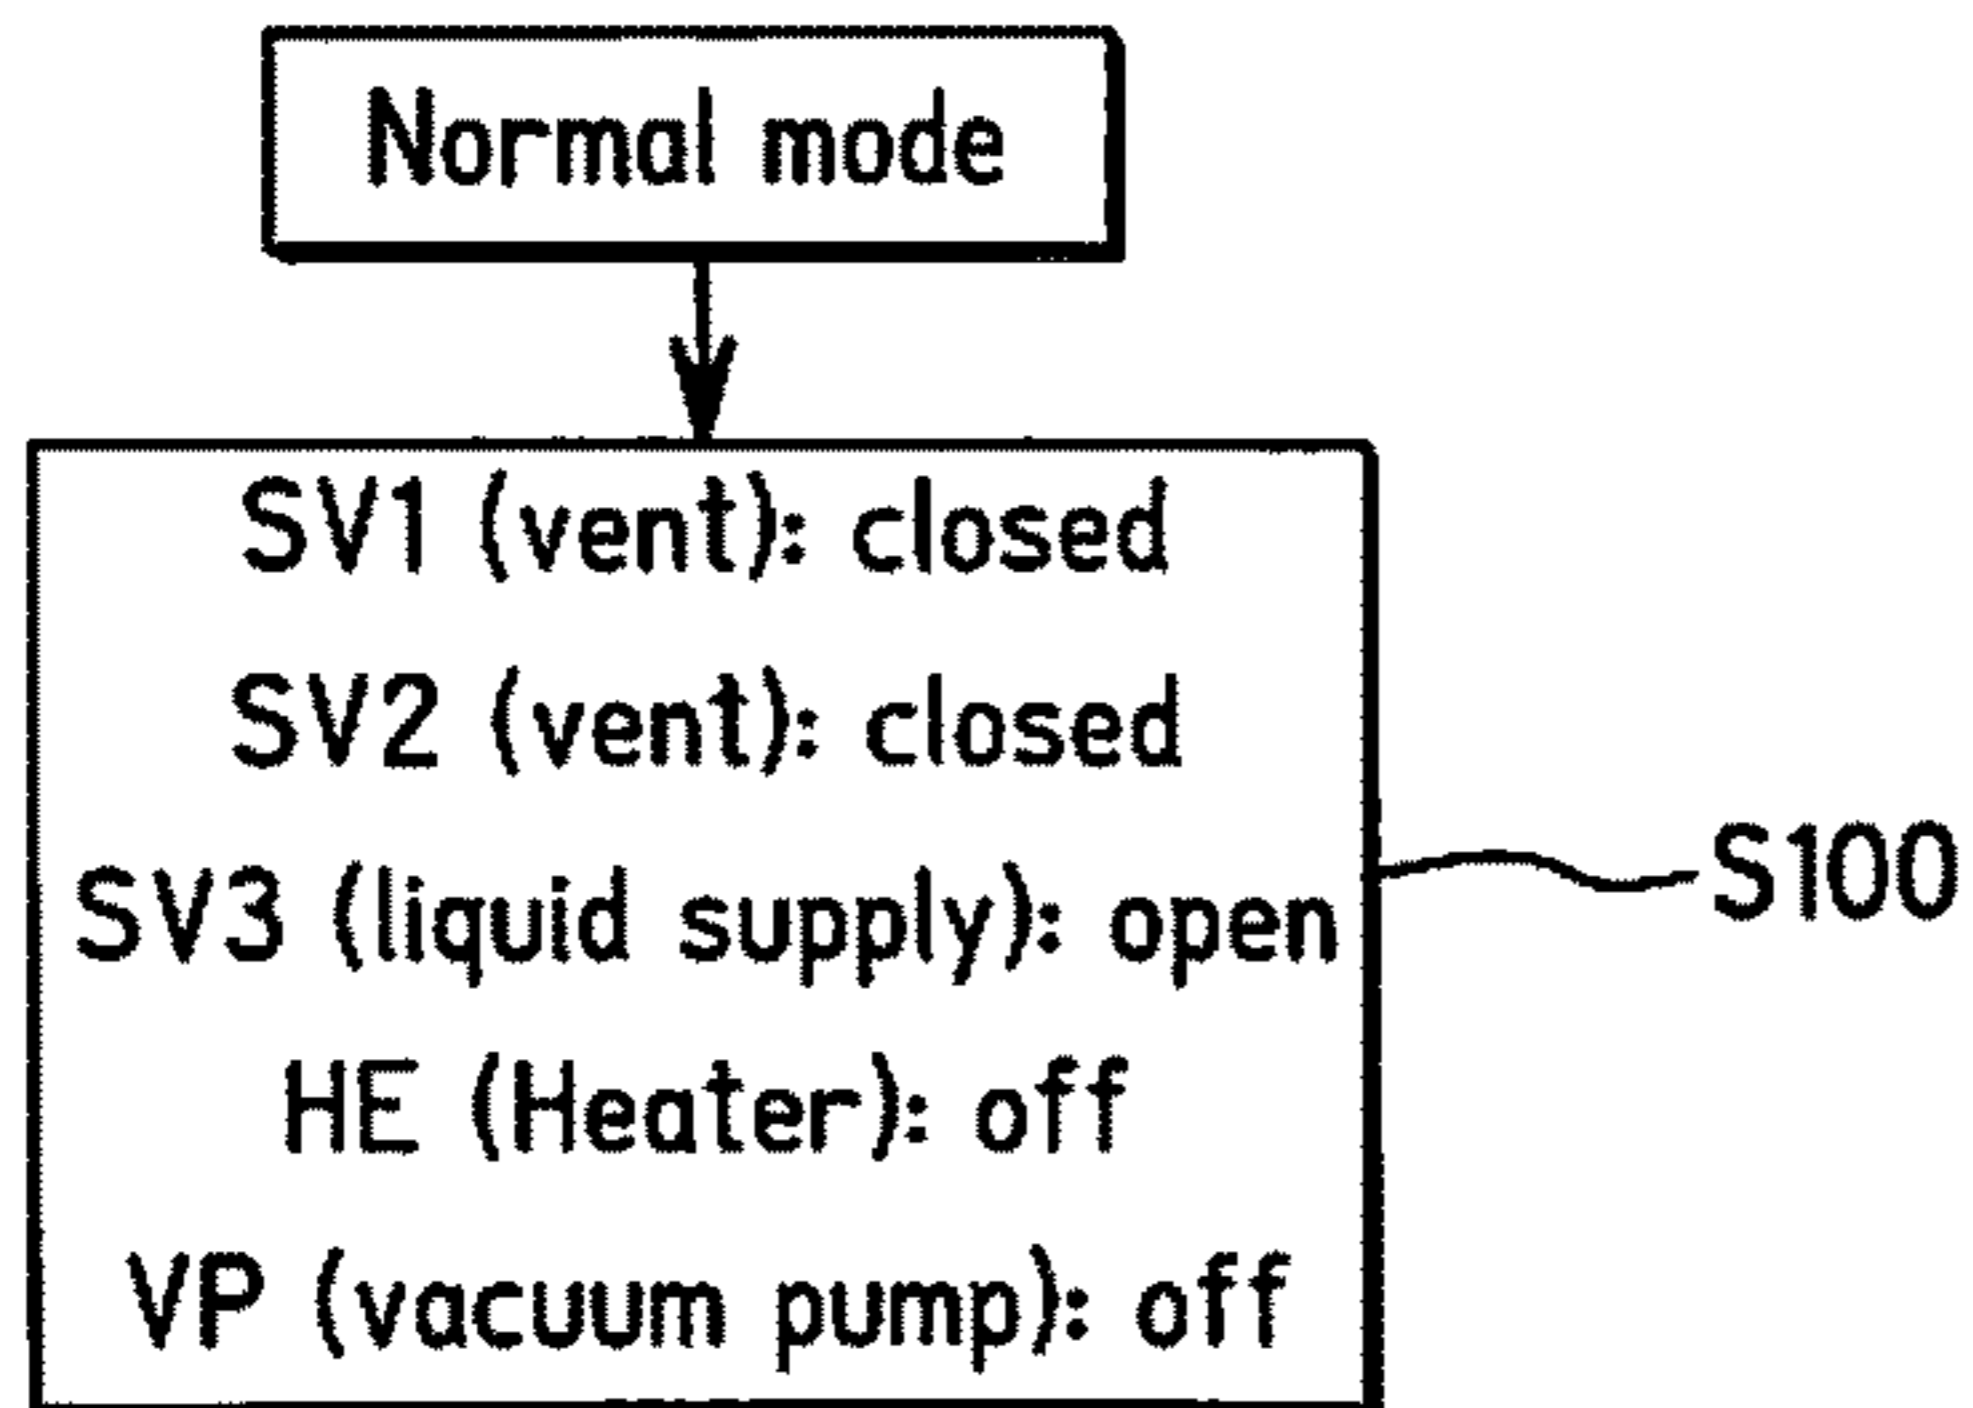 Normal mode
SV1 (vent): closed
SV2 (vent): closed
SV3 (liquid supply): open
S100
HE (Heater): off
VP (vacuum pump): off